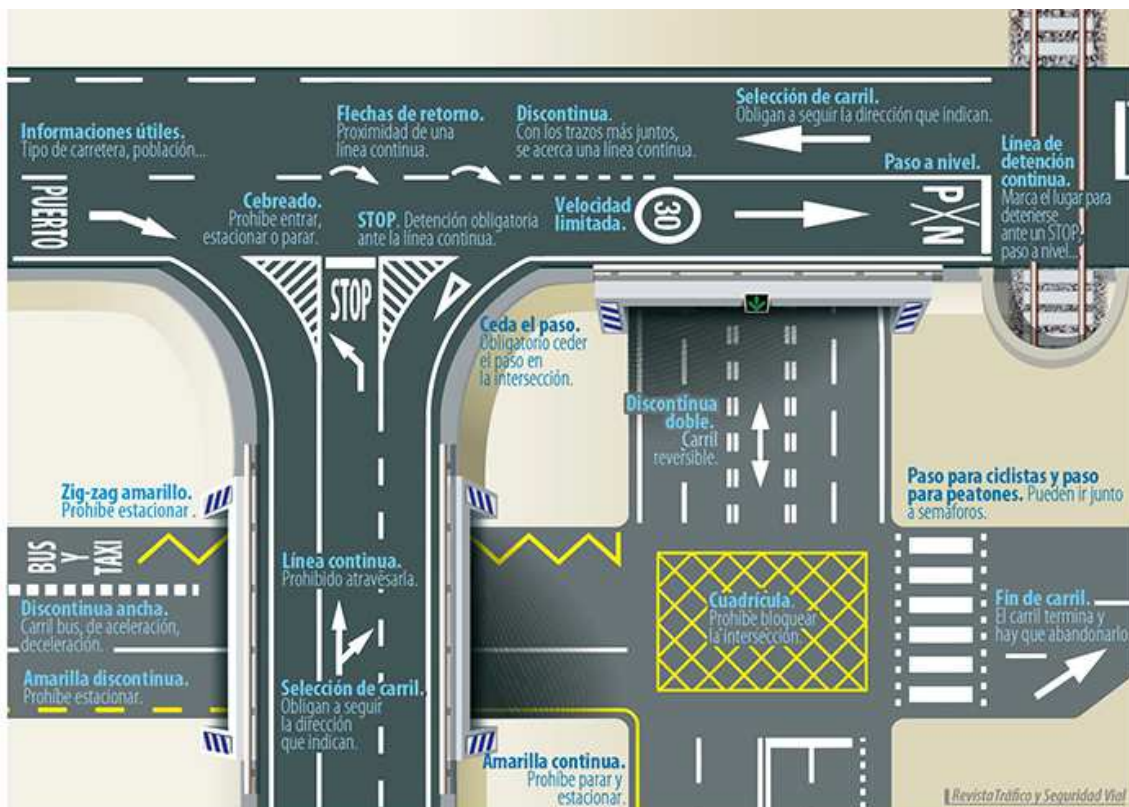 Informaciones útiles.
Tipo de carretera, población...
Flechas de retorno.
Proximidad de una
línea continua.
Discontinua.
Con los trazos más juntos,
se acerca una línea continua.
Selección de carril.
Obligan a seguir la dirección que indican.
Paso a nivel.
Línea de
detención
continua.
Marca el lugar para
detenerse
ante un STOP,
paso a nivel...
PUERTO
Cebreado.
Prohíbe entrar,
estacionar o parar.
STOP. Detención obligatoria
ante la línea continua.
Velocidad
limitada.
30
P N
STOP
Ceda el paso.
Obligatorio ceder
el paso en
la intersección.
Discontinua
doble.
Carril
reversible.
Zig-zag amarillo.
Prohíbe estacionar .
Paso para ciclistas y paso
para peatones. Pueden ir junto
a semáforos.
BUS
Y
TAXI
Línea continua.
Prohibido atravesarla.
Discontinua ancha.
Carril bus, de aceleración,
deceleración.
Cuadrícula.
Prohíbe bloquear
la intersección.
Fin de carril.
El carril termina y
hay que abandonarlo
Amarilla discontinua.
Prohíbe estacionar.
Selección de carril.
Obligan a seguir
la dirección
que indican.
Amarilla continua.
Prohíbe parar y
estacionar.
Revista Tráfico y Seguridad Vial